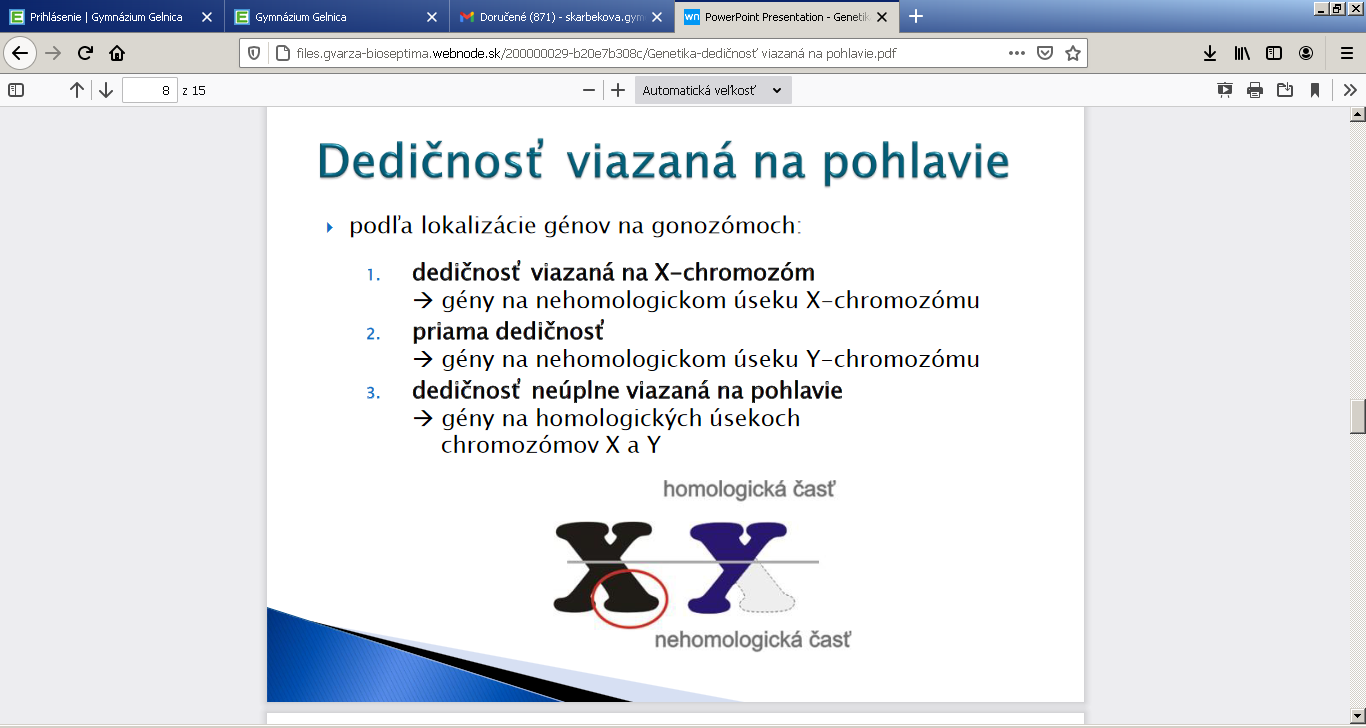 Prihlásenie | Gymnázium Gelnica
Gymnázium Gelnica
Doručené (871) - skarbekova.gym
PowerPoint Presentation - Genetik
files.gvarza-bioseptima.webnode.sk/200000029-b20e7b308c/Genetika-dedičnosť viazaná na pohlavie.pdf
8 z 15
Automatická veľkosť
Dedičnosť viazaná na pohlavie
podľa lokalizácie génov na gonozómoch:
1. dedičnosť viazaná na X-chromozóm
→ gény na nehomologickom úseku X-chromozómu
2. priama dedičnosť
→ gény na nehomologickom úseku Y-chromozómu
3. dedičnosť neúplne viazaná na pohlavie
→ gény na homologických úsekoch
chromozómov X a Y
homologická časť
X Y
nehomologická časť